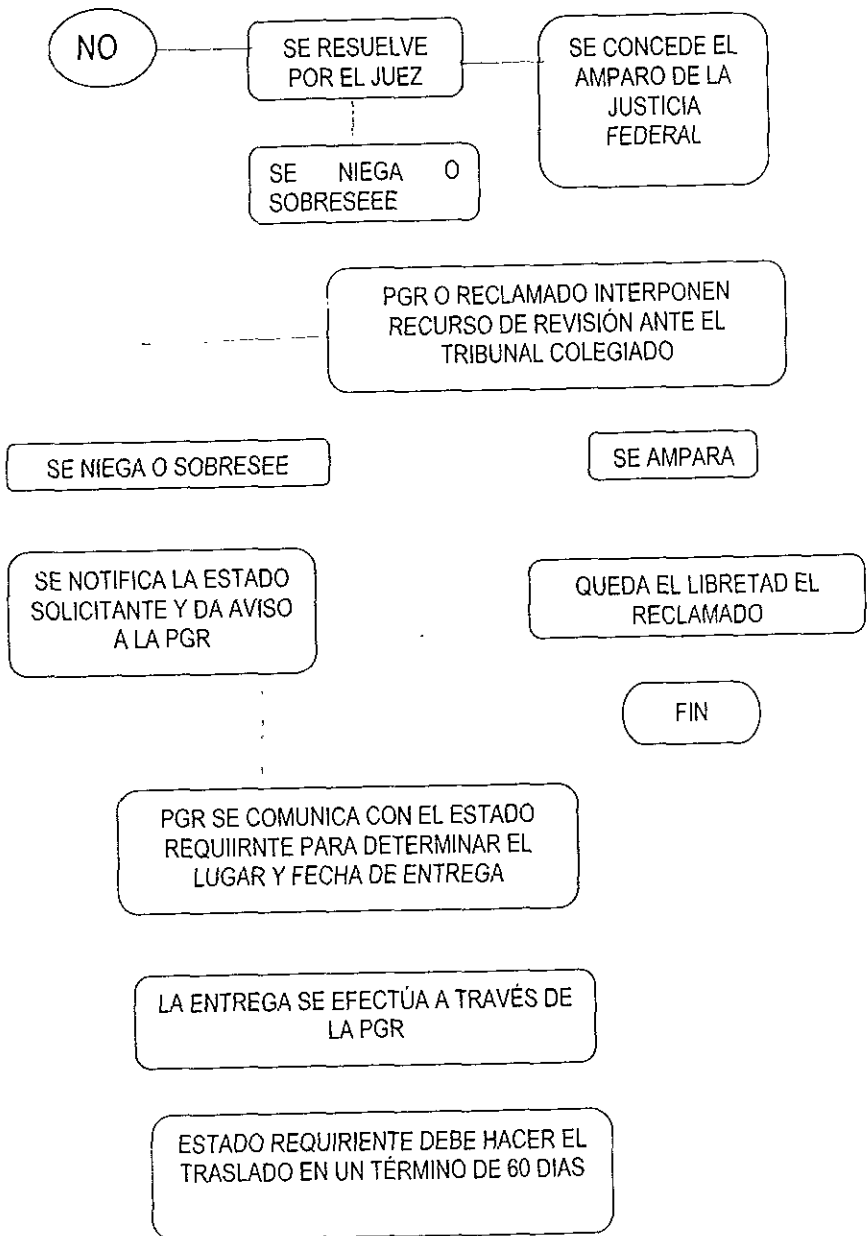 NO
SE RESUELVE
POR EL JUEZ
SE CONCEDE EL
AMPARO DE LA
JUSTICIA
FEDERAL
SE NIEGA O
SOBRESEEE
PGR O RECLAMADO INTERPONEN
RECURSO DE REVISIÓN ANTE EL
TRIBUNAL COLEGIADO
SE NIEGA O SOBRESEE
SE AMPARA
SE NOTIFICA LA ESTADO
SOLICITANTE Y DA AVISO
A LA PGR
QUEDA EL LIBRETAD EL
RECLAMADO
FIN
PGR SE COMUNICA CON EL ESTADO
REQUIIRNTE PARA DETERMINAR EL
LUGAR Y FECHA DE ENTREGA
LA ENTREGA SE EFECTÚA A TRAVÉS DE
LA PGR
ESTADO REQUIRIENTE DEBE HACER EL
TRASLADO EN UN TÉRMINO DE 60 DIAS